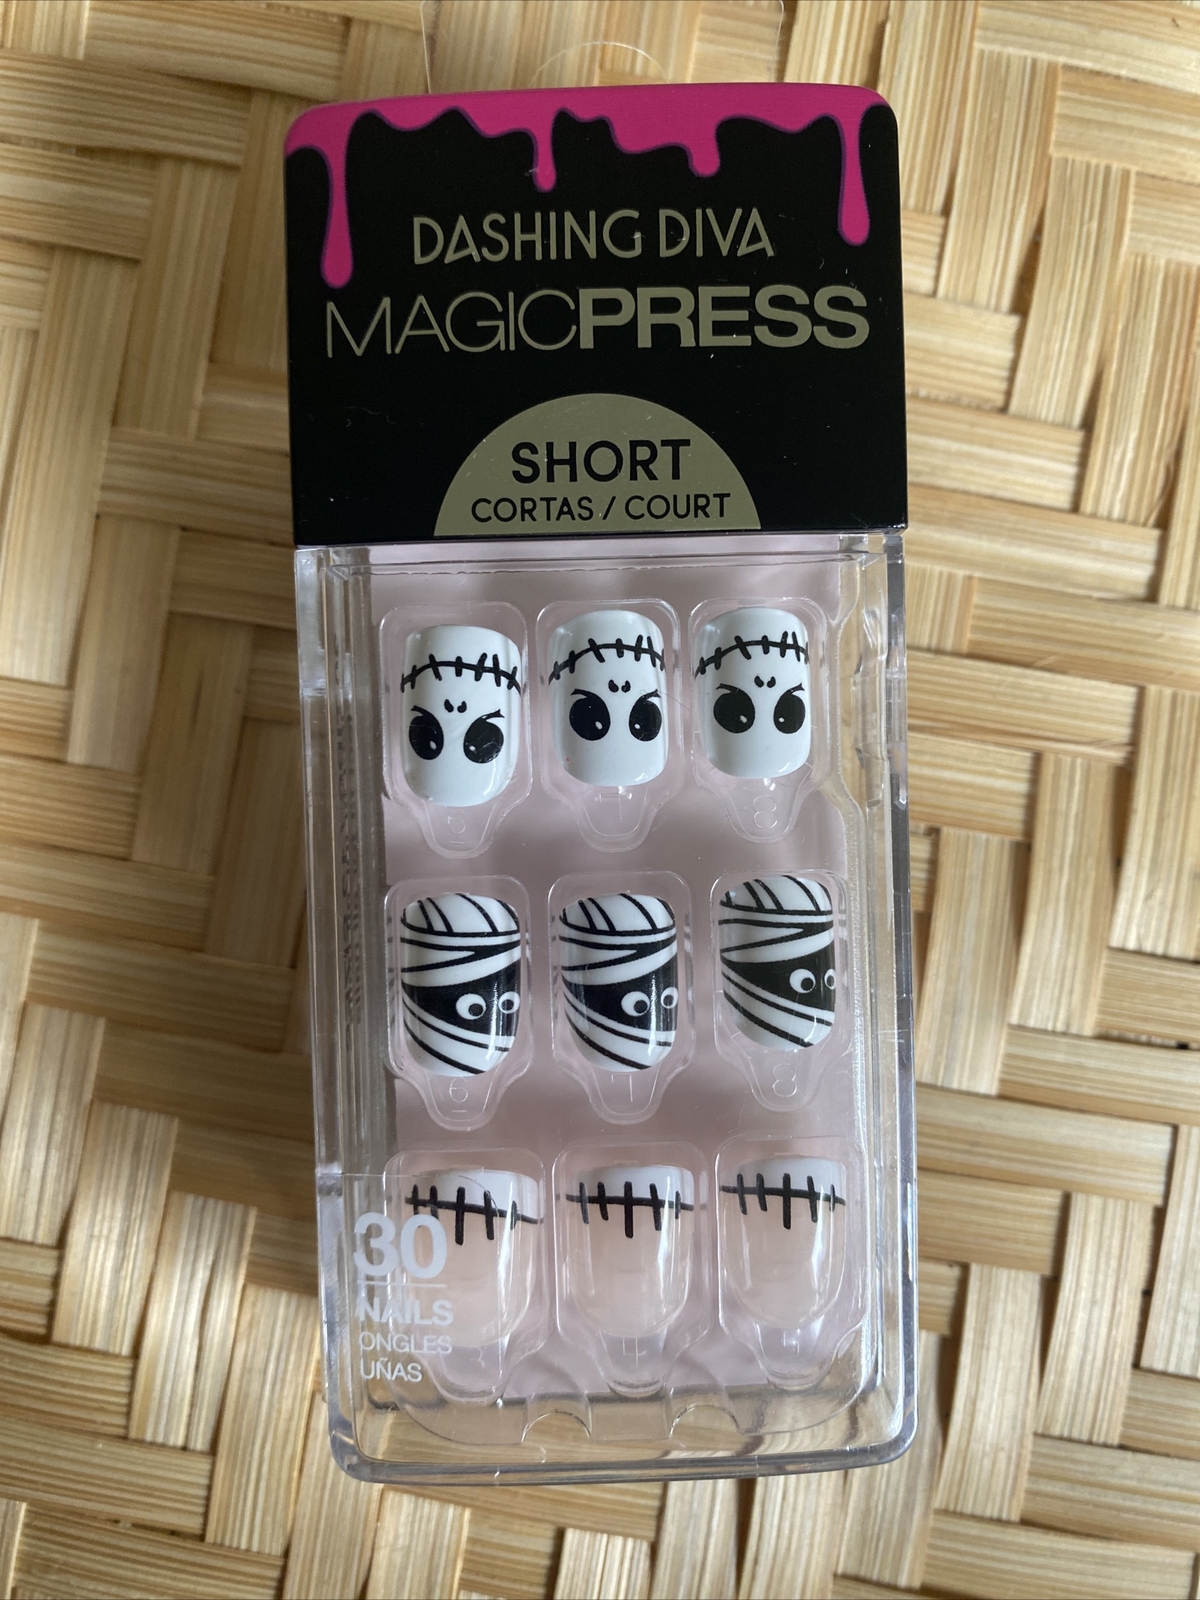 DASHING DIVA
MAGICPRESS
SHORT
CORTAS / COURT
30
NAILS
ONGLES
UÑAS